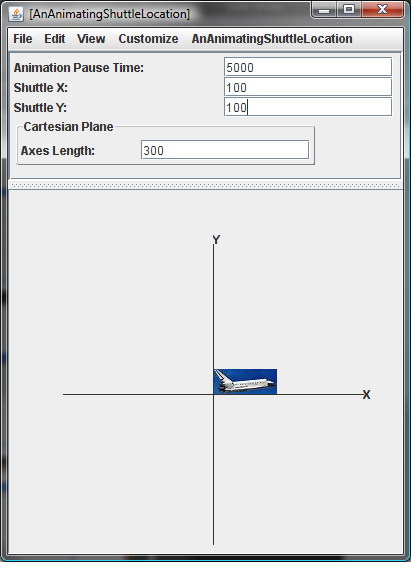 [AnAnimatingShuttleLocation]
File Edit View Customize AnAnimatingShuttleLocation
Animation Pause Time: 5000
Shuttle X: 100
Shuttle Y: 100
Cartesian Plane
Axes Length: 300
Y
X